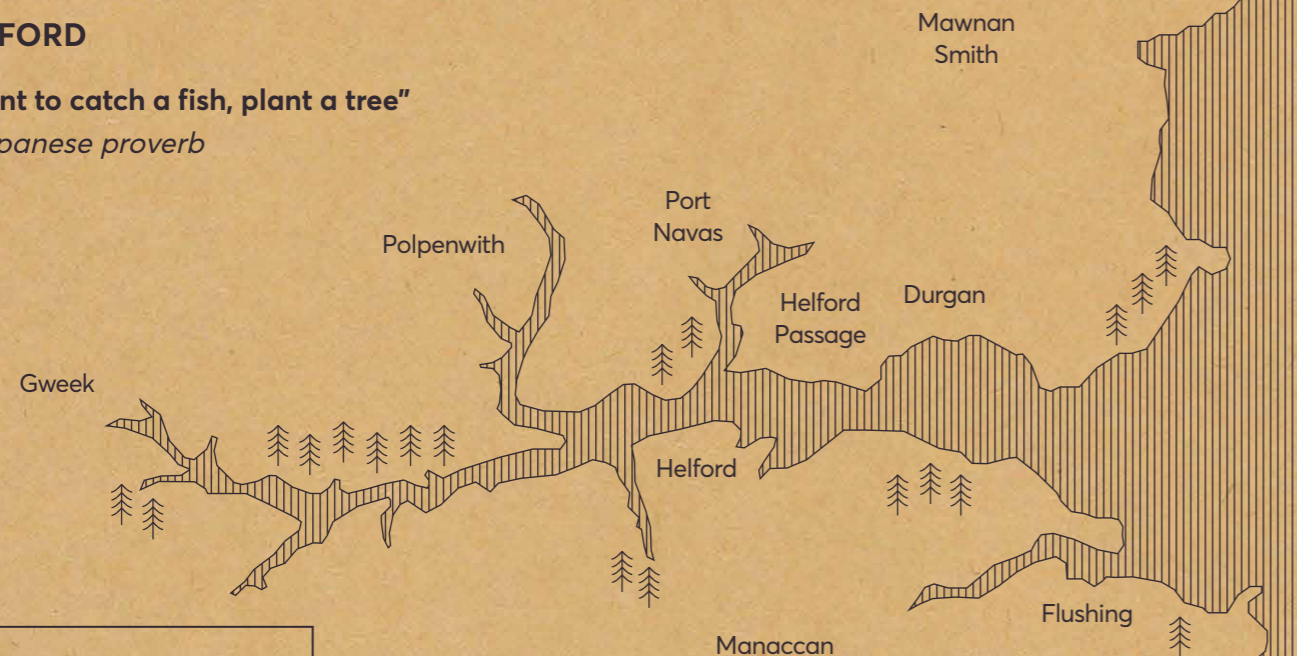 FORD
nt to catch a fish, plant a tree”
panese proverb
Mawnan
Smith
Port
Navas
Polpenwith
Helford
Passage
Durgan
Gweek
Helford
Flushing
Manaccan